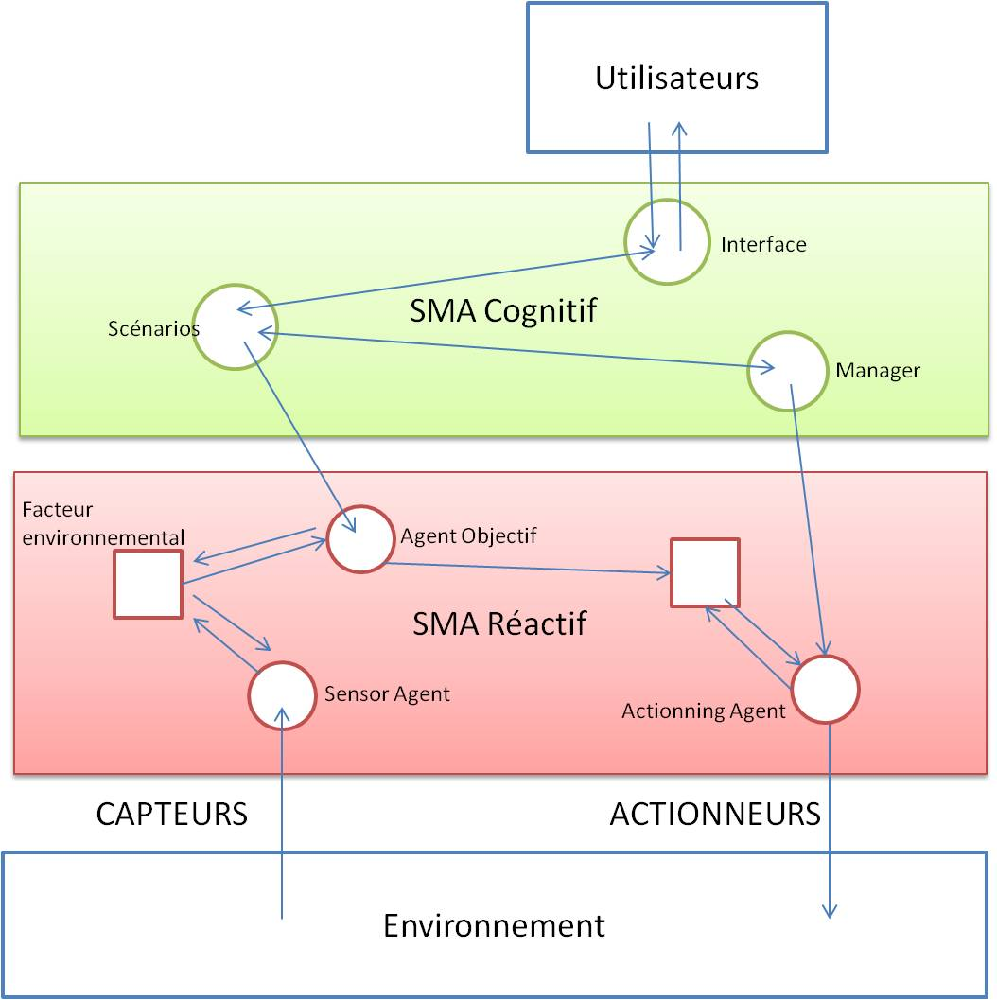 Utilisateurs
Interface
SMA Cognitif
Scénarios
Manager
Facteur
environnemental
Agent Objectif
SMA Réactif
Sensor Agent
Actionning Agent
CAPTEURS
ACTIONNEURS
Environnement